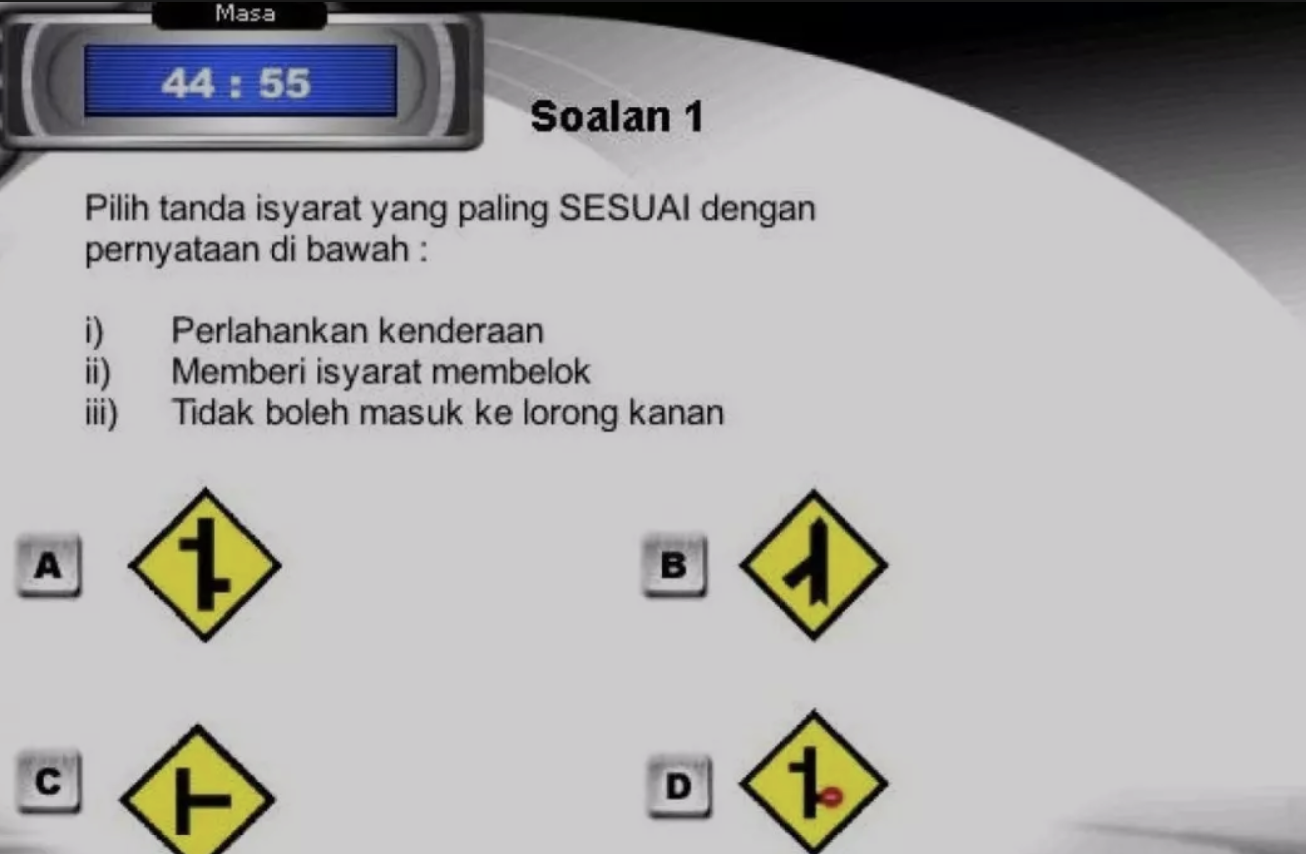 Masa
44 : 55
Soalan 1
Pilih tanda isyarat yang paling SESUAI dengan
pernyataan di bawah :
i) Perlahankan kenderaan
ii) Memberi isyarat membelok
iii) Tidak boleh masuk ke lorong kanan
A
B
C
D